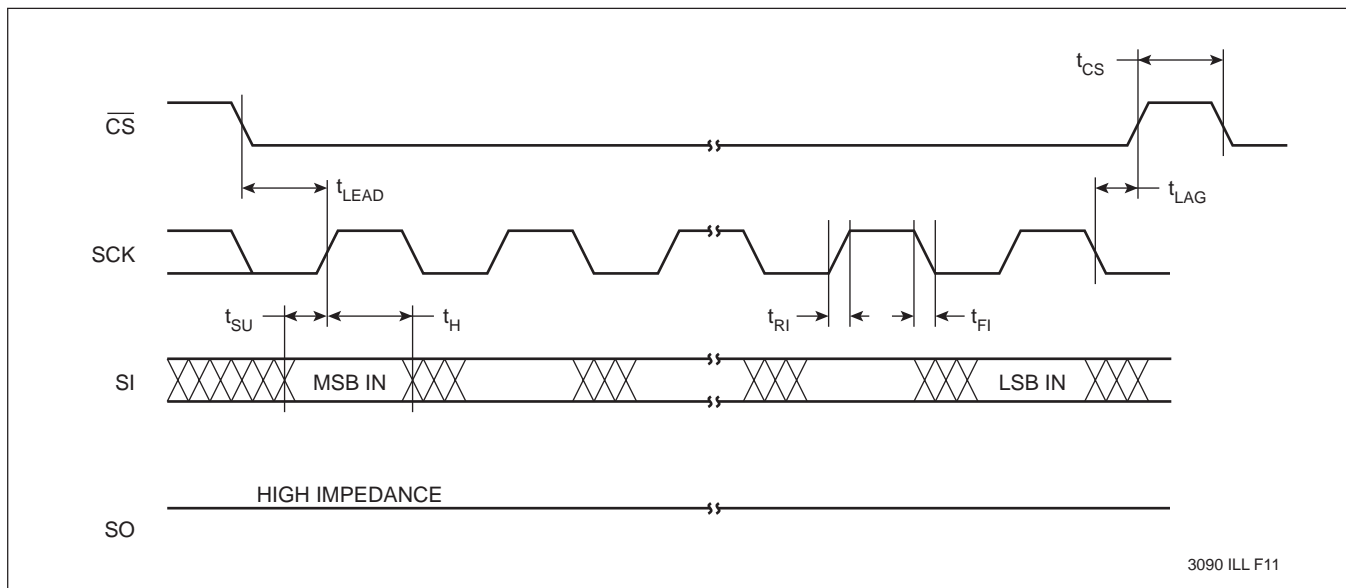 tCS
CS
tLEAD
tLAG
SCK
tSU
tH
tRI
tFI
SI
MSB IN
LSB IN
HIGH IMPEDANCE
SO
3090 ILL F11